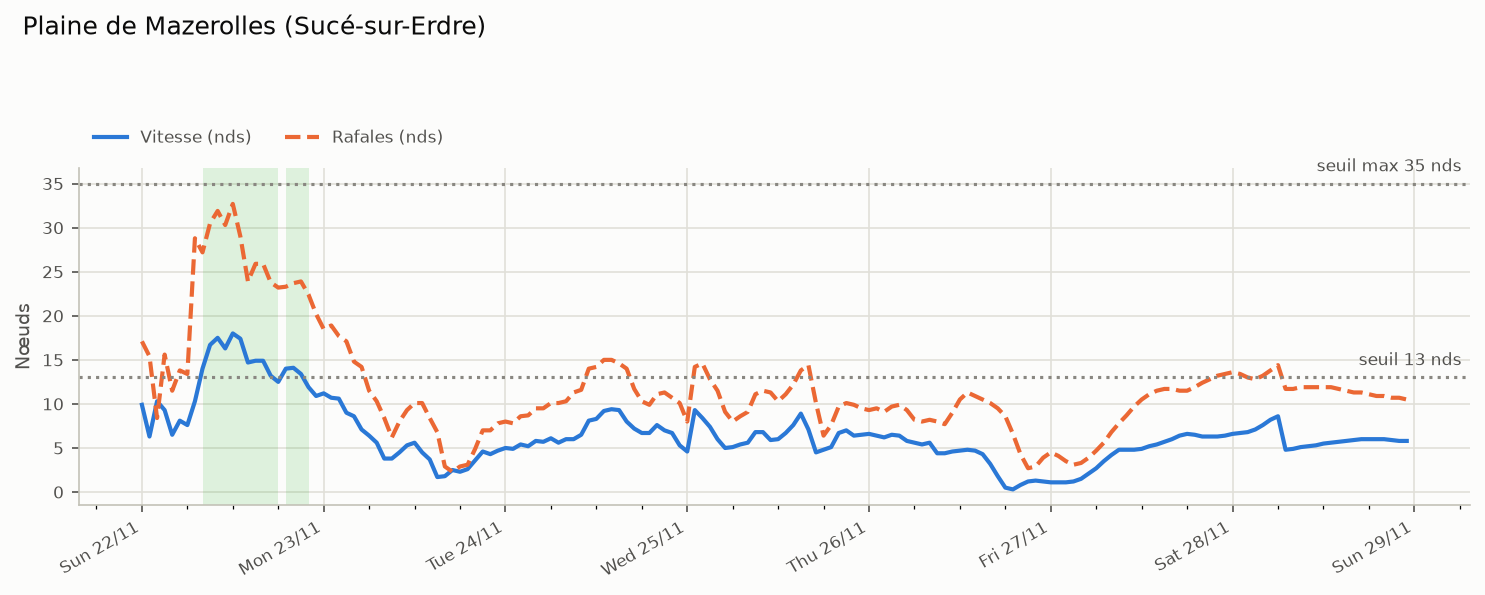 Plaine de Mazerolles (Sucé-sur-Erdre)
Vitesse (nds) Rafales (nds)
seuil max 35 nds
35
30
25
20
15
10
5
0
seuil 13 nds
Nœuds
Sun 22/11 Mon 23/11 Tue 24/11 Wed 25/11 Thu 26/11 Fri 27/11 Sat 28/11 Sun 29/11